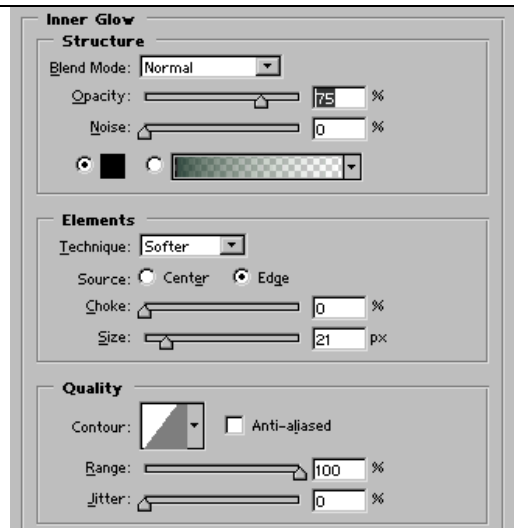 Inner Glow
Structure
Blend Mode: Normal
Opacity: 75 %
Noise: 0 %
Elements
Technique: Softer
Source: Center Edge
Choke: 0 %
Size: 21 px
Quality
Contour: Anti-aliased
Range: 100 %
Jitter: 0 %